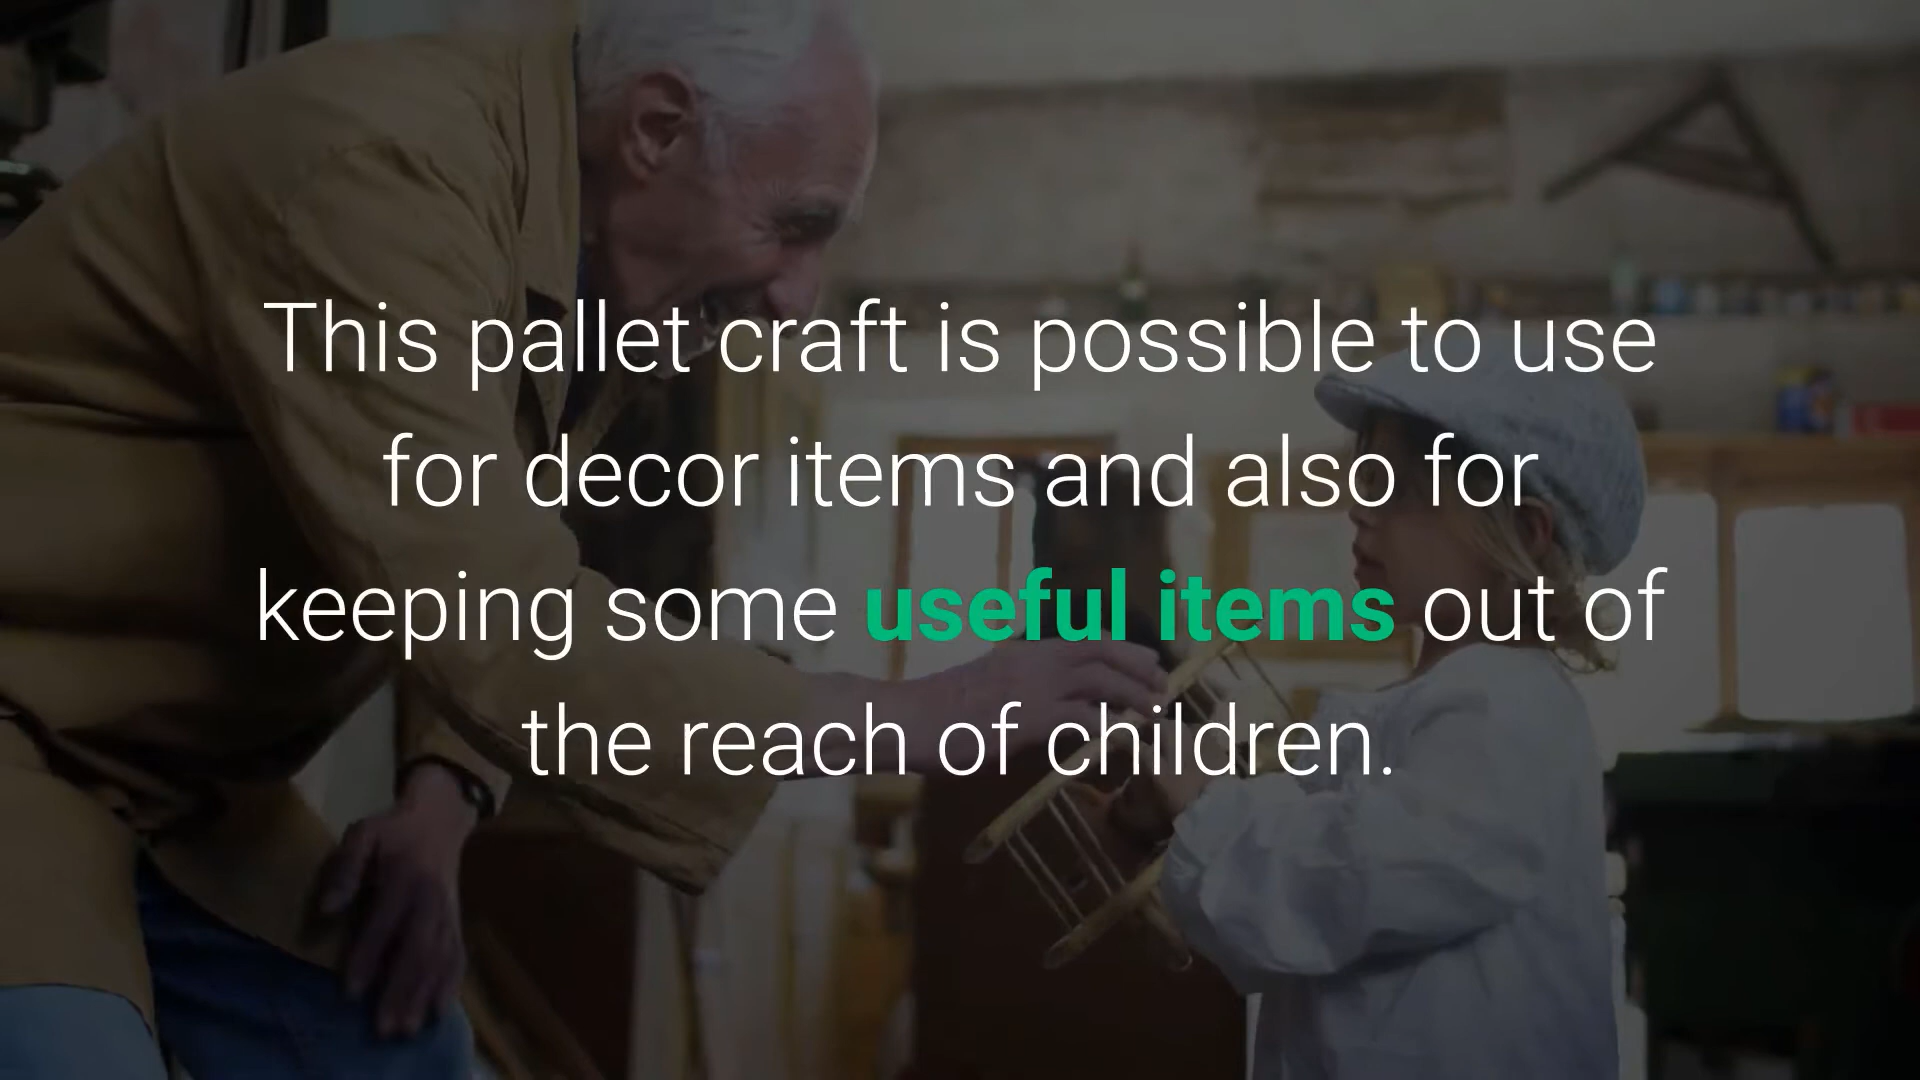 This pallet craft is possible to use
for decor items and also for
keeping some useful items out of
the reach of children.